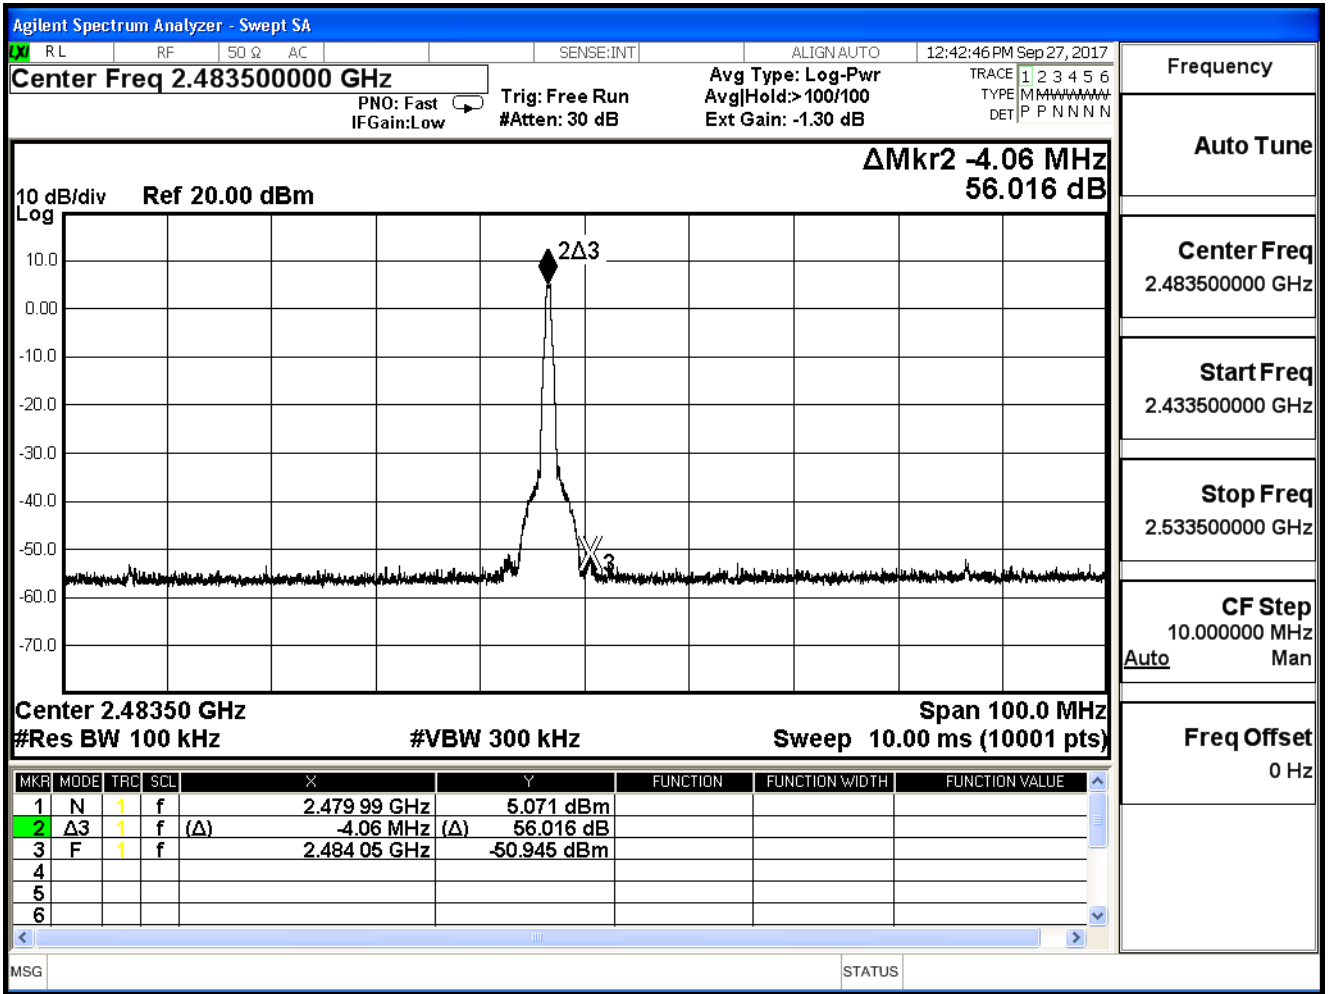 Agilent Spectrum Analyzer - Swept SA
LXI RL RF 50 Ω AC SENSE:INT ALIGN AUTO 12:42:46 PM Sep 27, 2017
Center Freq 2.483500000 GHz
PNO: Fast
IFGain:Low
Trig: Free Run
#Atten: 30 dB
Avg Type: Log-Pwr
Avg|Hold:> 100/100
Ext Gain: -1.30 dB
TRACE 1 2 3 4 5 6
TYPE M M W W W W
DET P P N N N N
ΔMkr2 -4.06 MHz
56.016 dB
10 dB/div Ref 20.00 dBm
Log
10.0
0.00
-10.0
-20.0
-30.0
-40.0
-50.0
-60.0
-70.0
2Δ3
3
Center 2.48350 GHz Span 100.0 MHz
#Res BW 100 kHz #VBW 300 kHz Sweep 10.00 ms (10001 pts)
MKR MODE TRC SCL X Y FUNCTION FUNCTION WIDTH FUNCTION VALUE
1 N 1 f 2.479 99 GHz 5.071 dBm
2 Δ3 1 f (Δ) -4.06 MHz (Δ) 56.016 dB
3 F 1 f 2.484 05 GHz -50.945 dBm
4
5
6
MSG STATUS
Frequency
Auto Tune
Center Freq
2.483500000 GHz
Start Freq
2.433500000 GHz
Stop Freq
2.533500000 GHz
CF Step
10.000000 MHz
Auto Man
Freq Offset
0 Hz